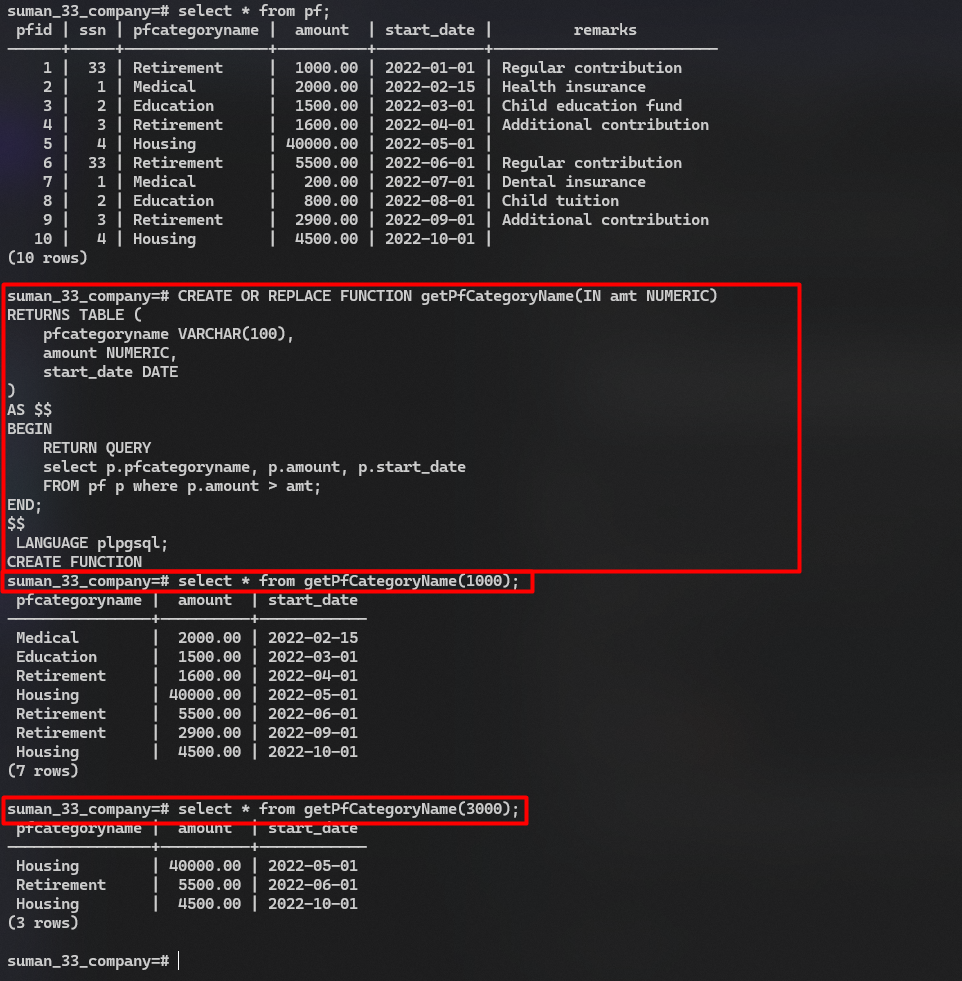 suman_33_company=# select * from pf;
 pfid | ssn | pfcategoryname |  amount  | start_date |         remarks
------+-----+----------------+----------+------------+-------------------------
    1 |  33 | Retirement     |  1000.00 | 2022-01-01 | Regular contribution
    2 |   1 | Medical        |  2000.00 | 2022-02-15 | Health insurance
    3 |   2 | Education      |  1500.00 | 2022-03-01 | Child education fund
    4 |   3 | Retirement     |  1600.00 | 2022-04-01 | Additional contribution
    5 |   4 | Housing        | 40000.00 | 2022-05-01 |
    6 |  33 | Retirement     |  5500.00 | 2022-06-01 | Regular contribution
    7 |   1 | Medical        |   200.00 | 2022-07-01 | Dental insurance
    8 |   2 | Education      |   800.00 | 2022-08-01 | Child tuition
    9 |   3 | Retirement     |  2900.00 | 2022-09-01 | Additional contribution
   10 |   4 | Housing        |  4500.00 | 2022-10-01 |
(10 rows)

suman_33_company=# CREATE OR REPLACE FUNCTION getPfCategoryName(IN amt NUMERIC)
RETURNS TABLE (
    pfcategoryname VARCHAR(100),
    amount NUMERIC,
    start_date DATE
)
AS $$
BEGIN
    RETURN QUERY
    select p.pfcategoryname, p.amount, p.start_date
    FROM pf p where p.amount > amt;
END;
$$
 LANGUAGE plpgsql;
CREATE FUNCTION
suman_33_company=# select * from getPfCategoryName(1000);
 pfcategoryname |  amount  | start_date
----------------+----------+------------
 Medical        |  2000.00 | 2022-02-15
 Education      |  1500.00 | 2022-03-01
 Retirement     |  1600.00 | 2022-04-01
 Housing        | 40000.00 | 2022-05-01
 Retirement     |  5500.00 | 2022-06-01
 Retirement     |  2900.00 | 2022-09-01
 Housing        |  4500.00 | 2022-10-01
(7 rows)

suman_33_company=# select * from getPfCategoryName(3000);
 pfcategoryname |  amount  | start_date
----------------+----------+------------
 Housing        | 40000.00 | 2022-05-01
 Retirement     |  5500.00 | 2022-06-01
 Housing        |  4500.00 | 2022-10-01
(3 rows)

suman_33_company=#